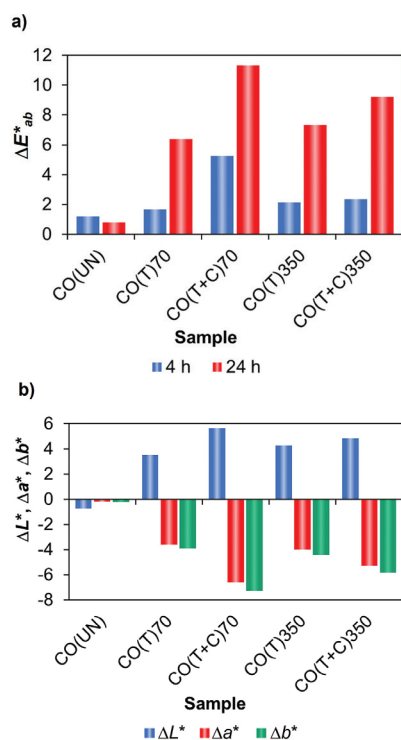 a)
12
10
8
6
4
2
0
ΔE*ab
CO(UN)
CO(T)70
CO(T+C)70
CO(T)350
CO(T+C)350
Sample
4 h 24 h
b)
6
4
2
0
-2
-4
-6
-8
ΔL*, Δa*, Δb*
CO(UN)
CO(T)70
CO(T+C)70
CO(T)350
CO(T+C)350
Sample
ΔL* Δa* Δb*